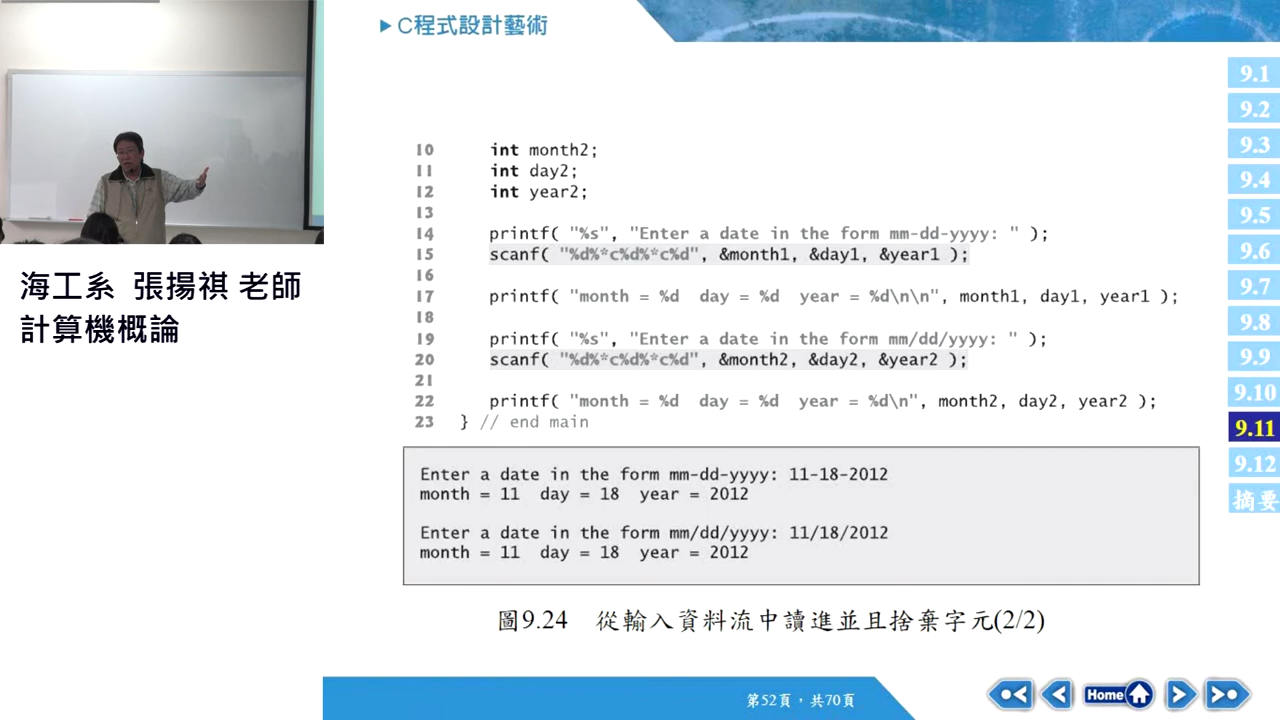 C程式設計藝術
海工系 張揚祺 老師
計算機概論
10 int month2;
11 int day2;
12 int year2;
13
14 printf( "%s", "Enter a date in the form mm-dd-yyyy: " );
15 scanf( "%d%*c%d%*c%d", &month1, &day1, &year1 );
16
17 printf( "month = %d  day = %d  year = %d\n\n", month1, day1, year1 );
18
19 printf( "%s", "Enter a date in the form mm/dd/yyyy: " );
20 scanf( "%d%*c%d%*c%d", &month2, &day2, &year2 );
21
22 printf( "month = %d  day = %d  year = %d\n", month2, day2, year2 );
23 } // end main
Enter a date in the form mm-dd-yyyy: 11-18-2012
month = 11  day = 18  year = 2012
Enter a date in the form mm/dd/yyyy: 11/18/2012
month = 11  day = 18  year = 2012
圖9.24 從輸入資料流中讀進並且捨棄字元(2/2)
9.1
9.2
9.3
9.4
9.5
9.6
9.7
9.8
9.9
9.10
9.11
9.12
摘要
第52頁，共70頁
Home